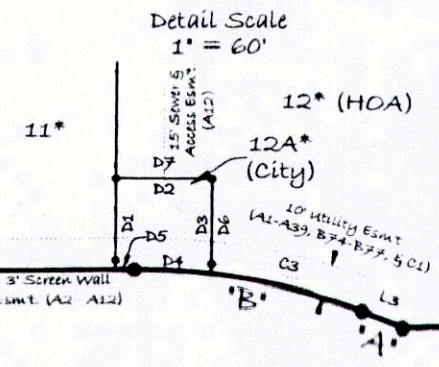 Detail Scale
1" = 60'
15' Sewer &
Access Esmt.
(A12)
12* (HOA)
11*
12A*
(City)
D7
D2
10' Utility Esmt
(A1-A39, B74-B77, & C1)
D1
D3
D6
D5
D4
C3
L3
3' Screen Wall
smt. (A2 - A12)
"B"
"A"